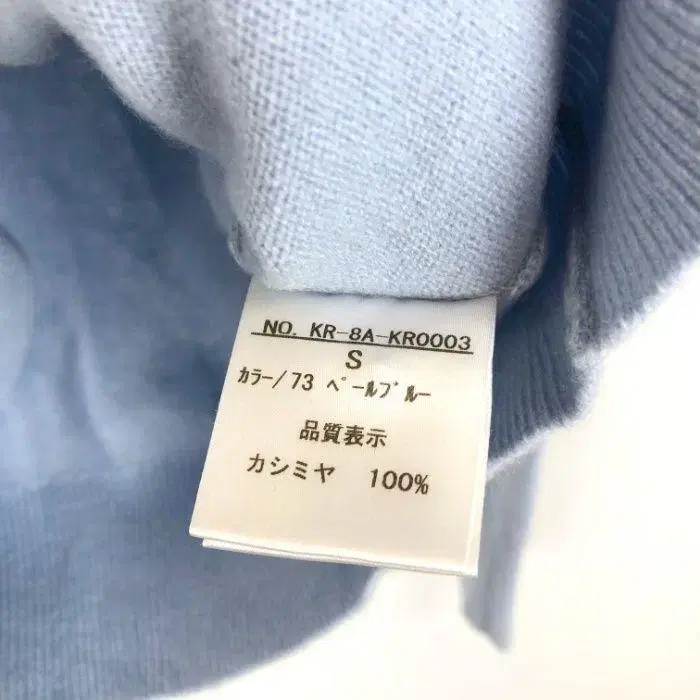 NO. KR-8A-KR0003
S
カラー/73 ペールブルー
品質表示
カシミヤ 100%